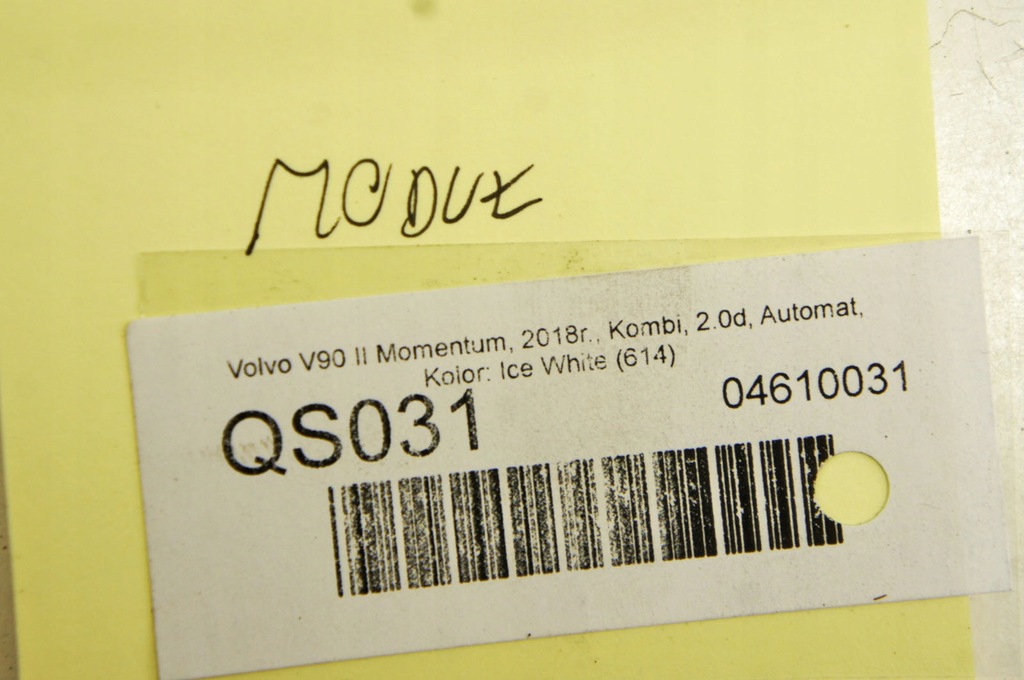 MODUŁ
Volvo V90 II Momentum, 2018r., Kombi, 2.0d, Automat,
Kolor: Ice White (614)
04610031
QS031